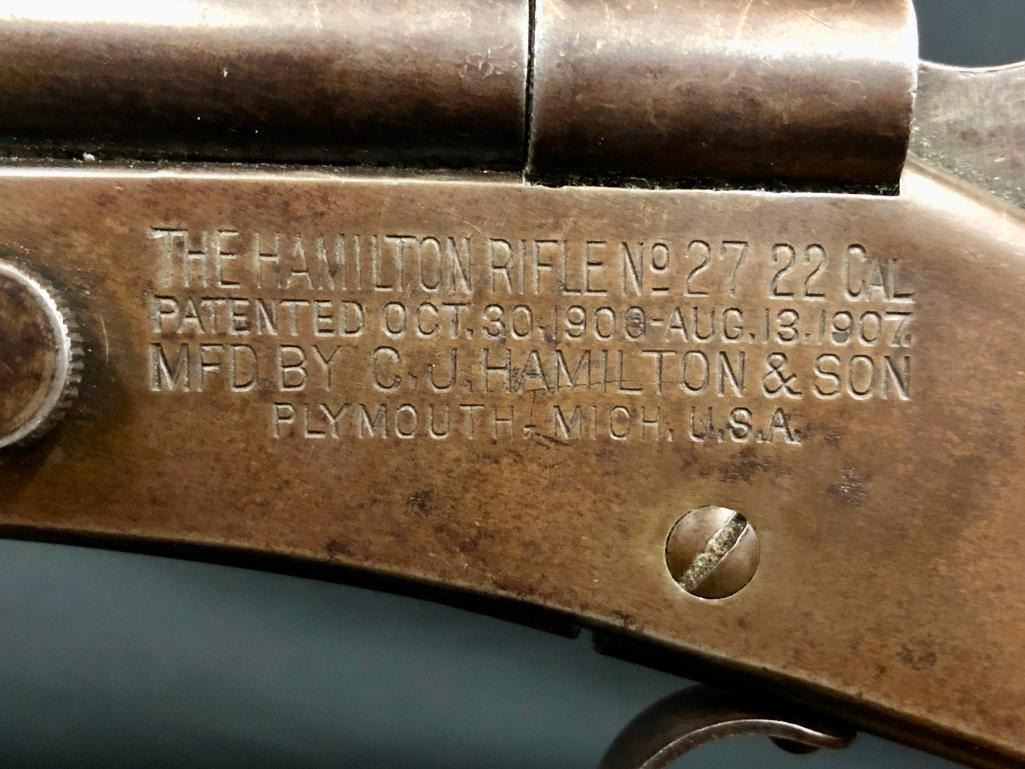 THE HAMILTON RIFLE Nº 27 22 CAL
PATENTED OCT. 30. 1900-AUG. 13. 1907.
MFD. BY C. J. HAMILTON & SON
PLYMOUTH, MICH. U.S.A.